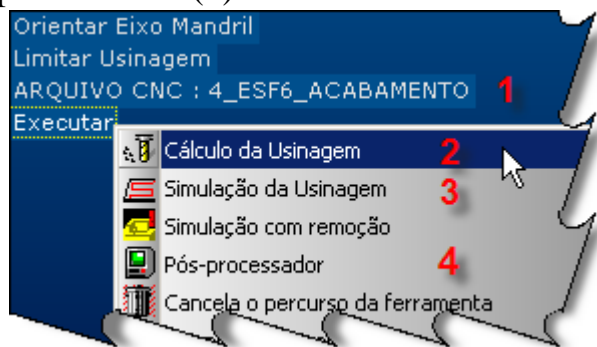 Orientar Eixo Mandril
Limitar Usinagem
ARQUIVO CNC : 4_ESF6_ACABAMENTO 1
Executar
Cálculo da Usinagem 2
Simulação da Usinagem 3
Simulação com remoção
Pós-processador 4
Cancela o percurso da ferramenta